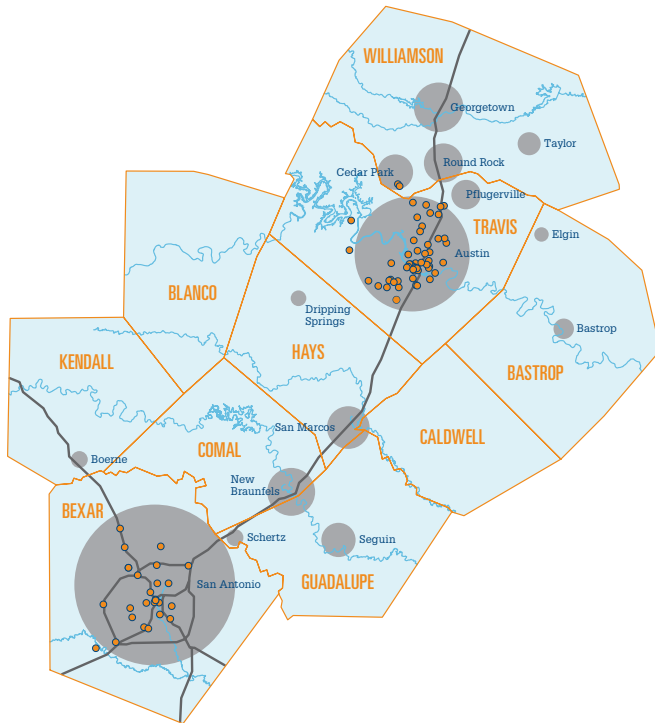 WILLIAMSON
Georgetown
Taylor
Round Rock
Cedar Park
Pflugerville
TRAVIS
Elgin
Austin
BLANCO
Dripping
Springs
Bastrop
HAYS
KENDALL
BASTROP
San Marcos
CALDWELL
COMAL
Boerne
New
Braunfels
BEXAR
Schertz
Seguin
GUADALUPE
San Antonio